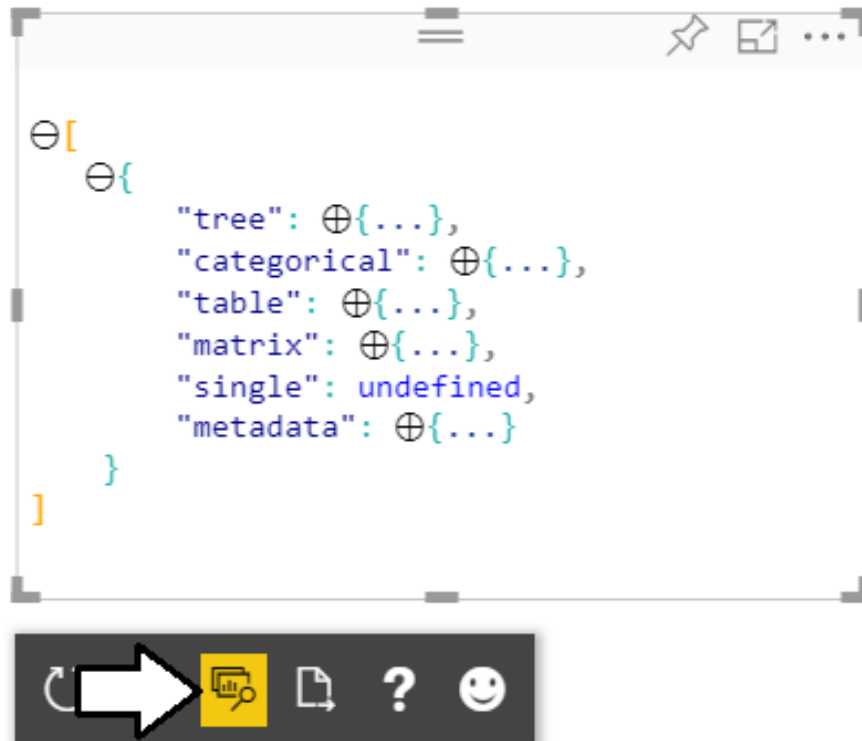 [
{
"tree": {...},
"categorical": {...},
"table": {...},
"matrix": {...},
"single": undefined,
"metadata": {...}
}
]
?